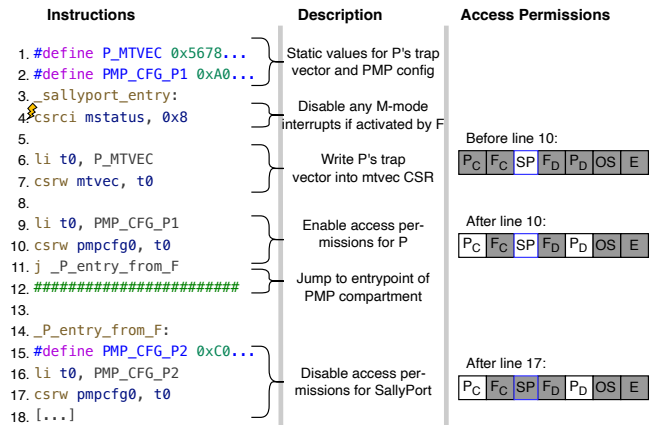 Instructions Description Access Permissions
1. #define P_MTVEC 0x5678...
2. #define PMP_CFG_P1 0xA0...
3. _sallyport_entry:
4. csrci mstatus, 0x8
5.
6. li t0, P_MTVEC
7. csrw mtvec, t0
8.
9. li t0, PMP_CFG_P1
10. csrw pmpcfg0, t0
11. j _P_entry_from_F
12. ########################
13.
14. _P_entry_from_F:
15. #define PMP_CFG_P2 0xC0...
16. li t0, PMP_CFG_P2
17. csrw pmpcfg0, t0
18. [...]
Static values for P's trap
vector and PMP config
Disable any M-mode
interrupts if activated by F
Write P's trap
vector into mtvec CSR
Enable access per-
missions for P
Jump to entrypoint of
PMP compartment
Disable access per-
missions for SallyPort
Before line 10:
PC FC SP FD PD OS E
After line 10:
PC FC SP FD PD OS E
After line 17:
PC FC SP FD PD OS E